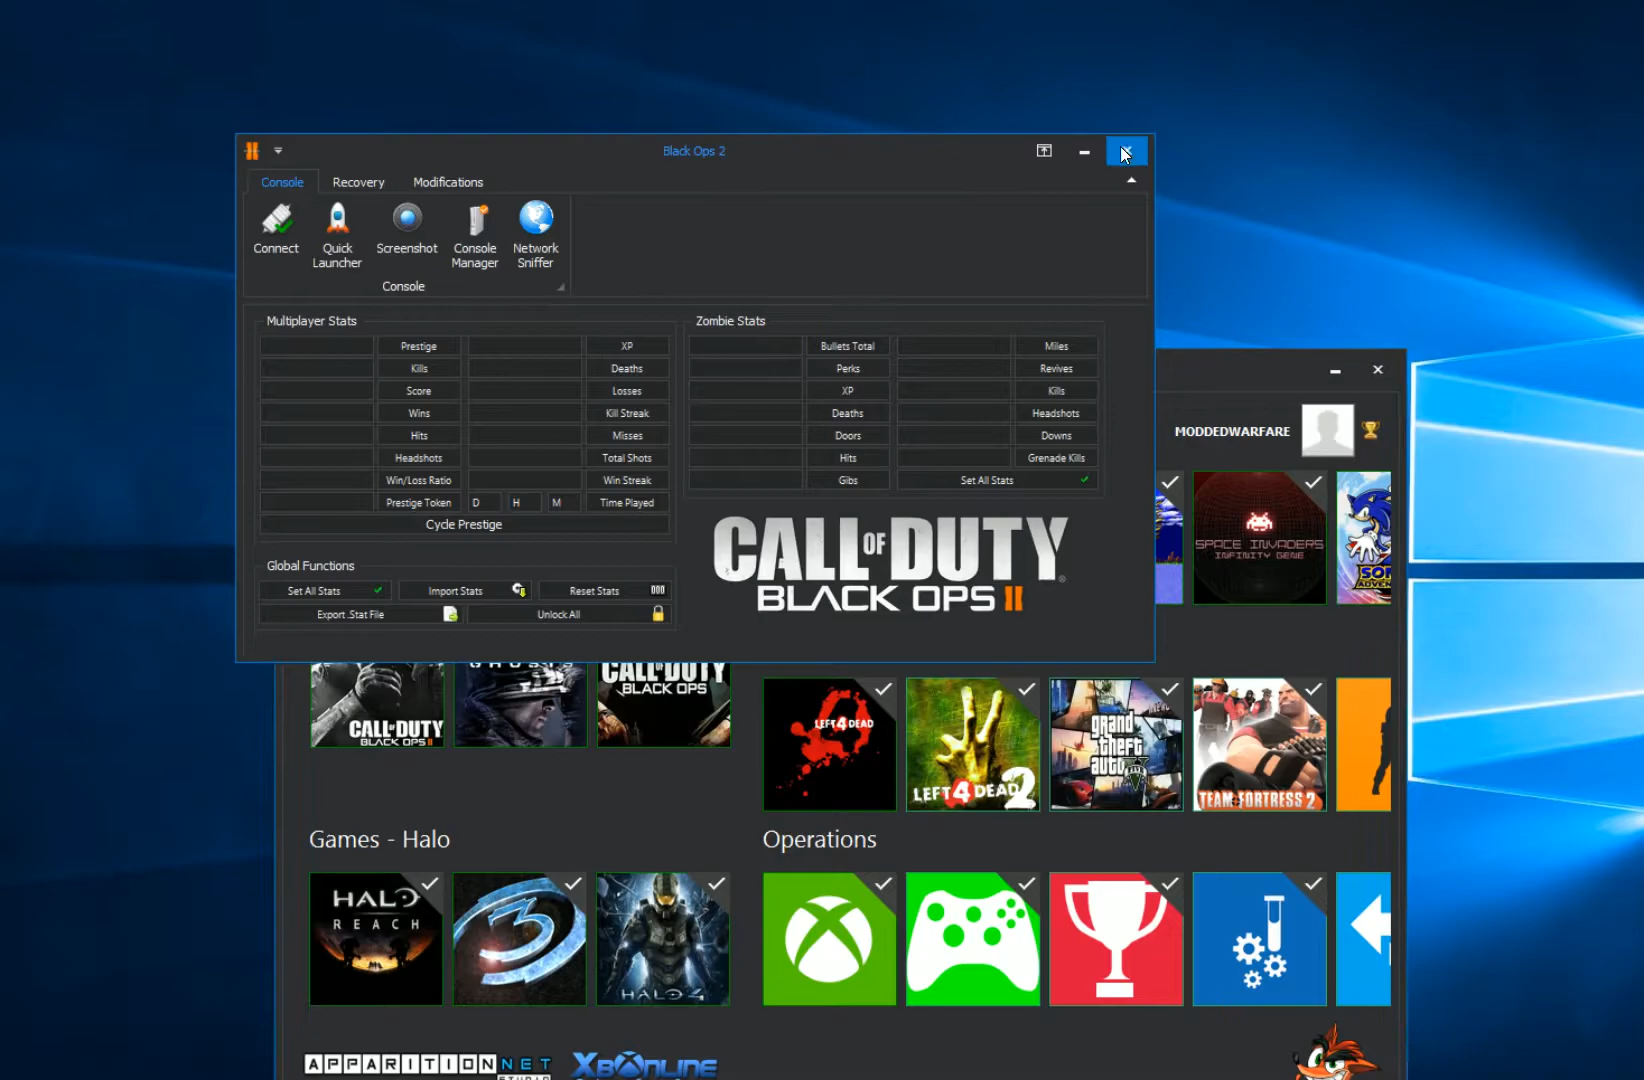 Black Ops 2
Console Recovery Modifications
Connect Quick Launcher Screenshot Console Manager Network Sniffer
Console
Multiplayer Stats
Prestige XP
Kills Deaths
Score Losses
Wins Kill Streak
Hits Misses
Headshots Total Shots
Win/Loss Ratio Win Streak
Prestige Token D H M Time Played
Cycle Prestige
Zombie Stats
Bullets Total Miles
Perks Revives
XP Kills
Deaths Headshots
Doors Downs
Hits Grenade Kills
Gibs Set All Stats
Global Functions
Set All Stats Import Stats Reset Stats
Export .Stat File Unlock All
CALL OF DUTY
BLACK OPS II
MODDEDWARFARE
SPACE INVADERS
INFINITY GENE
CALL OF DUTY
BLACK OPS II
GHOSTS
CALL OF DUTY
BLACK OPS
LEFT 4 DEAD
LEFT 4 DEAD 2
grand
theft
auto
V
TEAM FORTRESS 2
Games - Halo
Operations
HALO
REACH
3
HALO 4
APPARITIONNET
STUDIO
XBONLINE